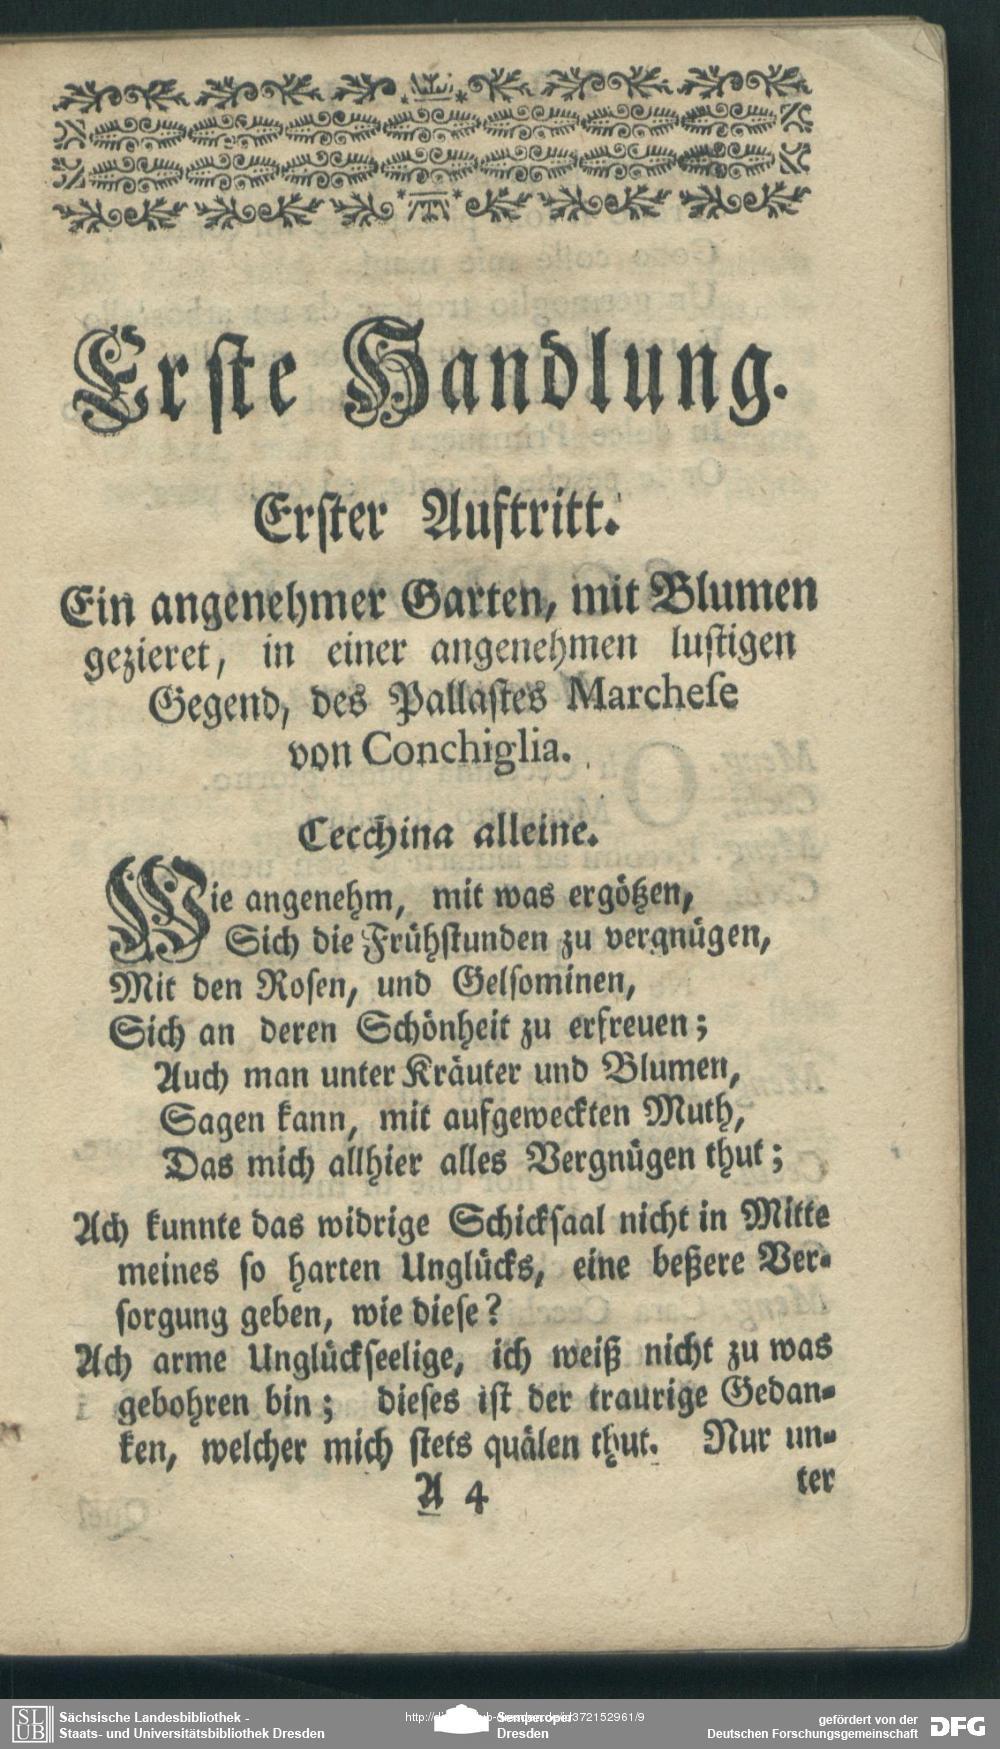 Erste Handlung.
Erster Auftritt.
Ein angenehmer Garten, mit Blumen
gezieret, in einer angenehmen lustigen
Gegend, des Pallastes Marchese
von Conchiglia.
Cecchina alleine.
Wie angenehm, mit was ergötzen,
Sich die Frühstunden zu vergnügen,
Mit den Rosen, und Gelsominen,
Sich an deren Schönheit zu erfreuen;
Auch man unter Kräuter und Blumen,
Sagen kann, mit aufgeweckten Muth,
Das mich allhier alles Vergnügen thut;
Ach kunnte das widrige Schicksaal nicht in Mitte
meines so harten Unglücks, eine beßere Ver-
sorgung geben, wie diese?
Ach arme Unglückseelige, ich weiß nicht zu was
gebohren bin; dieses ist der traurige Gedan-
ken, welcher mich stets quälen thut. Nur un-
A 4
ter
Sächsische Landesbibliothek -
Staats- und Universitätsbibliothek Dresden
Semperoper
Dresden
gefördert von der
Deutschen Forschungsgemeinschaft
DFG